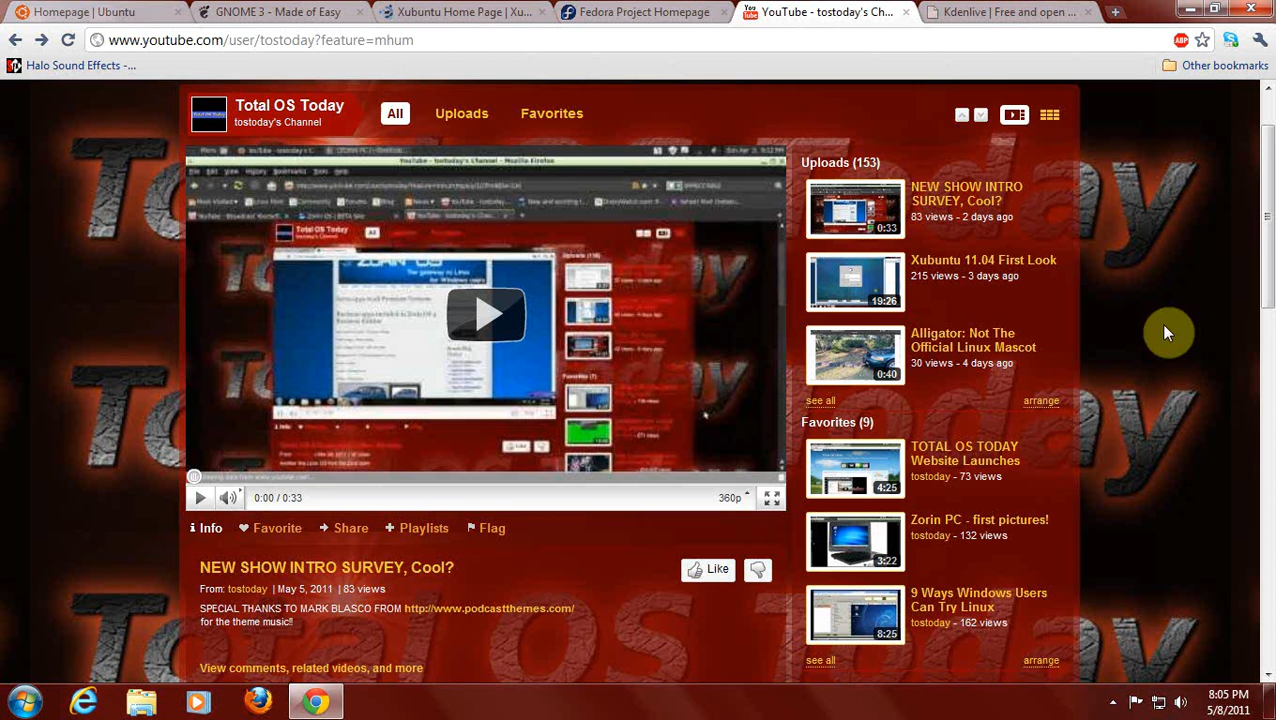 Homepage | Ubuntu
GNOME 3 - Made of Easy
Xubuntu Home Page | Xu...
Fedora Project Homepage
YouTube - tostoday's Ch...
Kdenlive | Free and open ...
www.youtube.com/user/tostoday?feature=mhum
ABP
Halo Sound Effects -...
Other bookmarks
Total OS Today
tostoday's Channel
All
Uploads
Favorites
YouTube - tostoday's Channel - Mozilla Firefox
Uploads (153)
NEW SHOW INTRO
SURVEY, Cool?
83 views - 2 days ago
0:33
Xubuntu 11.04 First Look
215 views - 3 days ago
19:26
Alligator: Not The
Official Linux Mascot
30 views - 4 days ago
0:40
see all
arrange
Favorites (9)
TOTAL OS TODAY
Website Launches
tostoday - 73 views
4:25
Zorin PC - first pictures!
tostoday - 132 views
3:22
9 Ways Windows Users
Can Try Linux
tostoday - 162 views
8:25
see all
arrange
0:00 / 0:33
360p
Info
Favorite
Share
Playlists
Flag
NEW SHOW INTRO SURVEY, Cool?
Like
From: tostoday | May 5, 2011 | 83 views
SPECIAL THANKS TO MARK BLASCO FROM http://www.podcastthemes.com/
for the theme music!!
View comments, related videos, and more
8:05 PM
5/8/2011